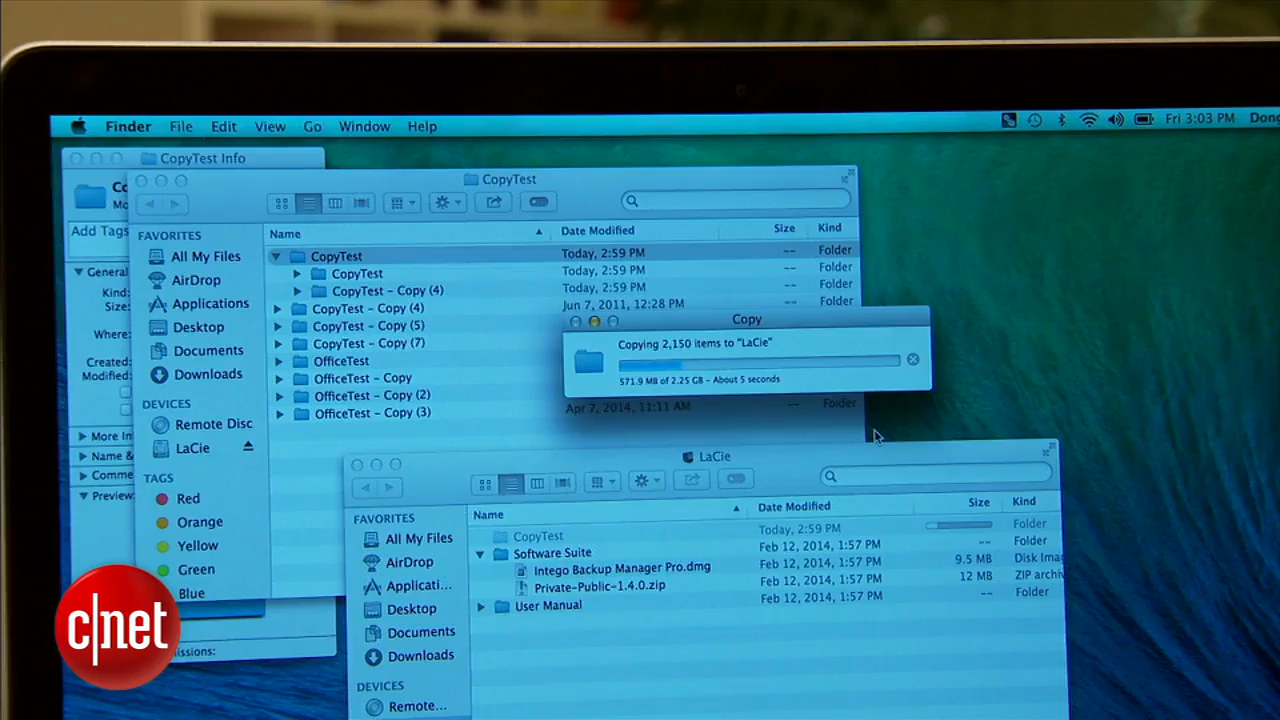 Finder File Edit View Go Window Help Fri 3:03 PM
CopyTest Info
Add Tags
General
Kind:
Size:
Where:
Created:
Modified:
More
Name &
Preview:
CopyTest
Name Date Modified Size Kind
FAVORITES
All My Files
AirDrop
Applications
Desktop
Documents
Downloads
DEVICES
Remote Disc
LaCie
TAGS
Red
Orange
Yellow
Green
Blue
CopyTest Today, 2:59 PM -- Folder
CopyTest Today, 2:59 PM -- Folder
CopyTest - Copy (4) Today, 2:59 PM -- Folder
CopyTest - Copy (4) Jun 7, 2011, 12:28 PM -- Folder
CopyTest - Copy (5)
CopyTest - Copy (7)
OfficeTest
OfficeTest - Copy
OfficeTest - Copy (2)
OfficeTest - Copy (3) Apr 7, 2014, 11:11 AM -- Folder
Copy
Copying 2,150 items to "LaCie"
571.9 MB of 2.25 GB - About 5 seconds
LaCie
Name Date Modified Size Kind
FAVORITES
All My Files
AirDrop
Applicati...
Desktop
Documents
Downloads
DEVICES
Remote...
CopyTest Today, 2:59 PM Folder
Software Suite Feb 12, 2014, 1:57 PM -- Folder
Intego Backup Manager Pro.dmg Feb 12, 2014, 1:57 PM 9.5 MB Disk Imag
Private-Public-1.4.0.zip Feb 12, 2014, 1:57 PM 12 MB ZIP archiv
User Manual Feb 12, 2014, 1:57 PM -- Folder
c|net